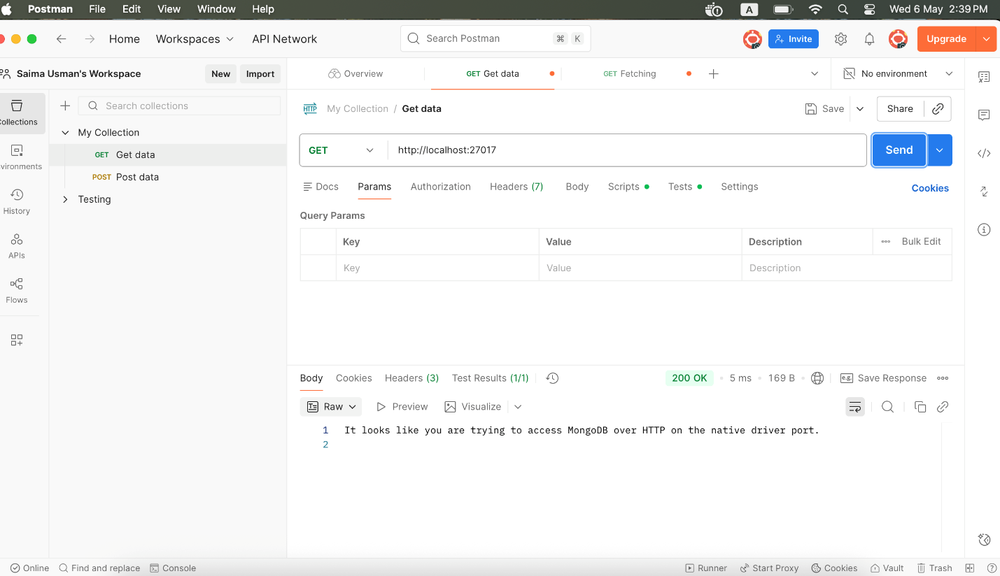 Postman File Edit View Window Help A Wed 6 May 2:39 PM
Home Workspaces API Network Search Postman ⌘ K Invite Upgrade
Saima Usman's Workspace New Import Overview GET Get data GET Fetching No environment
Search collections
HTTP My Collection / Get data Save Share
ollections
My Collection
GET Get data
GET http://localhost:27017 Send
vironments
POST Post data
Docs Params Authorization Headers (7) Body Scripts Tests Settings Cookies
Testing
History
Query Params
Key Value Description Bulk Edit
APIs
Key Value Description
Flows
Body Cookies Headers (3) Test Results (1/1) 200 OK 5 ms 169 B e.g. Save Response
Raw Preview Visualize
1 It looks like you are trying to access MongoDB over HTTP on the native driver port.
2
Online Find and replace Console Runner Start Proxy Cookies Vault Trash